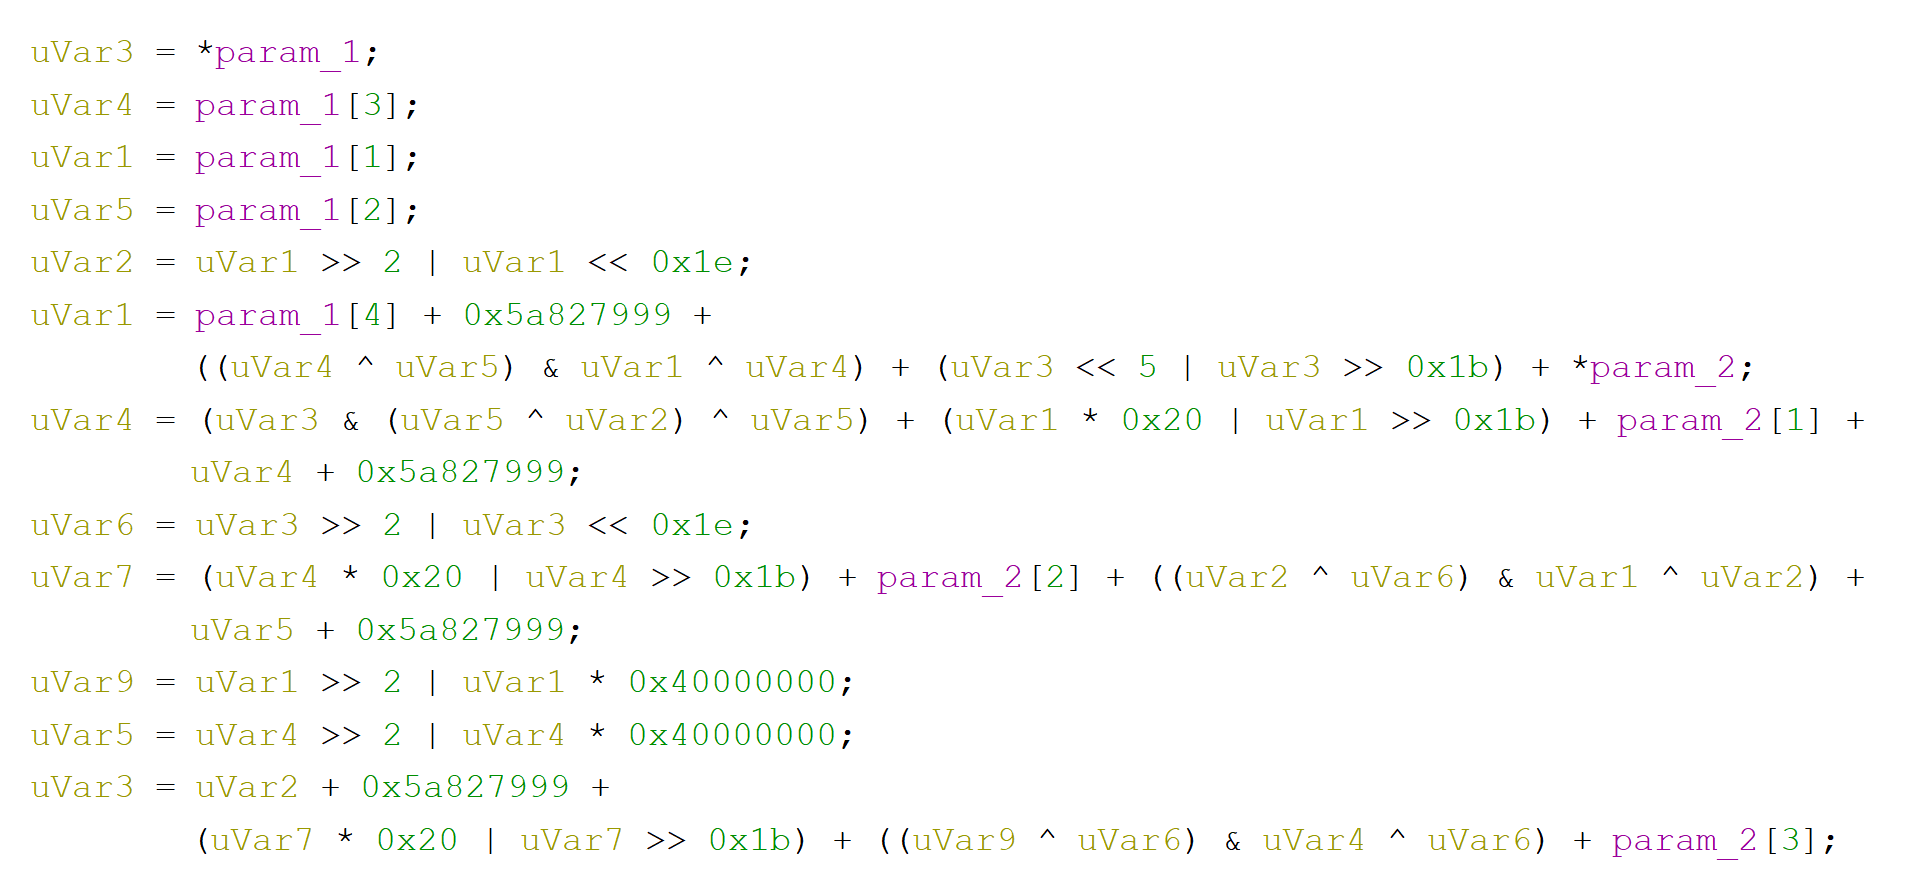 uVar3 = *param_1;
uVar4 = param_1[3];
uVar1 = param_1[1];
uVar5 = param_1[2];
uVar2 = uVar1 >> 2 | uVar1 << 0x1e;
uVar1 = param_1[4] + 0x5a827999 +
((uVar4 ^ uVar5) & uVar1 ^ uVar4) + (uVar3 << 5 | uVar3 >> 0x1b) + *param_2;
uVar4 = (uVar3 & (uVar5 ^ uVar2) ^ uVar5) + (uVar1 * 0x20 | uVar1 >> 0x1b) + param_2[1] +
uVar4 + 0x5a827999;
uVar6 = uVar3 >> 2 | uVar3 << 0x1e;
uVar7 = (uVar4 * 0x20 | uVar4 >> 0x1b) + param_2[2] + ((uVar2 ^ uVar6) & uVar1 ^ uVar2) +
uVar5 + 0x5a827999;
uVar9 = uVar1 >> 2 | uVar1 * 0x40000000;
uVar5 = uVar4 >> 2 | uVar4 * 0x40000000;
uVar3 = uVar2 + 0x5a827999 +
(uVar7 * 0x20 | uVar7 >> 0x1b) + ((uVar9 ^ uVar6) & uVar4 ^ uVar6) + param_2[3];